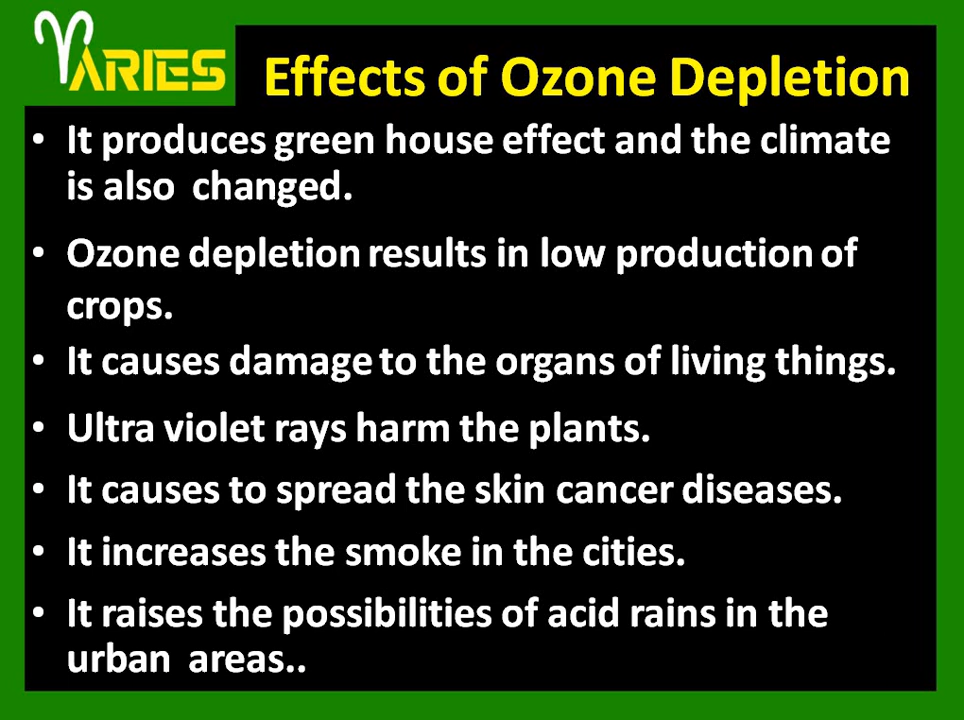 ARIES
Effects of Ozone Depletion
• It produces green house effect and the climate
is also changed.
• Ozone depletion results in low production of
crops.
• It causes damage to the organs of living things.
• Ultra violet rays harm the plants.
• It causes to spread the skin cancer diseases.
• It increases the smoke in the cities.
• It raises the possibilities of acid rains in the
urban areas..